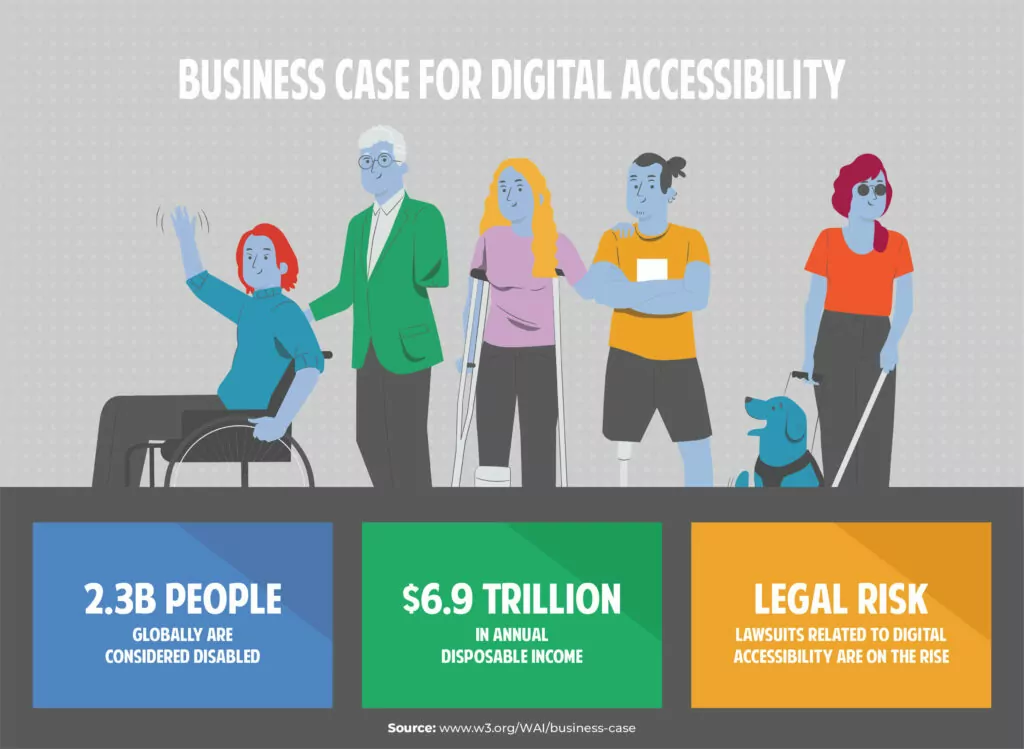 BUSINESS CASE FOR DIGITAL ACCESSIBILITY
2.3B PEOPLE
GLOBALLY ARE
CONSIDERED DISABLED
$6.9 TRILLION
IN ANNUAL
DISPOSABLE INCOME
LEGAL RISK
LAWSUITS RELATED TO DIGITAL
ACCESSIBILITY ARE ON THE RISE
Source: www.w3.org/WAI/business-case